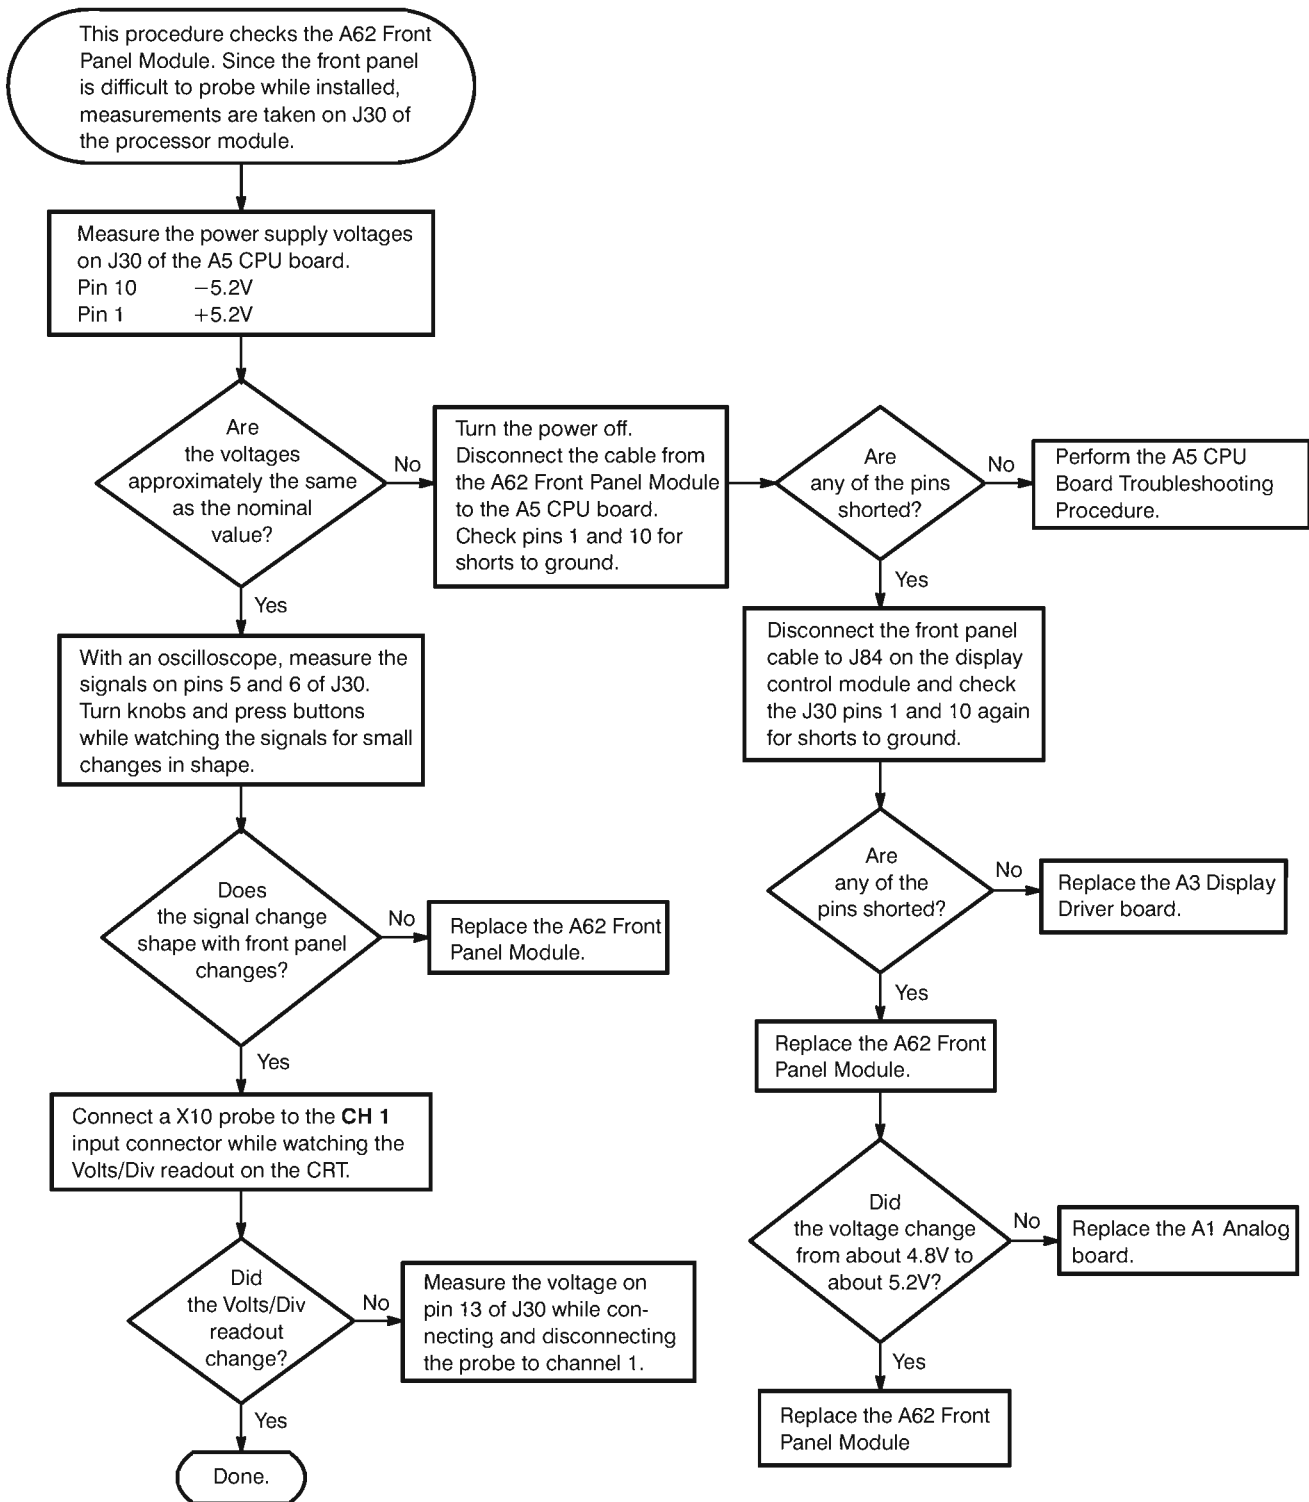 This procedure checks the A62 Front
Panel Module. Since the front panel
is difficult to probe while installed,
measurements are taken on J30 of
the processor module.
Measure the power supply voltages
on J30 of the A5 CPU board.
Pin 10 −5.2V
Pin 1 +5.2V
Are
the voltages
approximately the same
as the nominal
value?
No
Turn the power off.
Disconnect the cable from
the A62 Front Panel Module
to the A5 CPU board.
Check pins 1 and 10 for
shorts to ground.
Are
any of the pins
shorted?
No
Perform the A5 CPU
Board Troubleshooting
Procedure.
Yes
Yes
With an oscilloscope, measure the
signals on pins 5 and 6 of J30.
Turn knobs and press buttons
while watching the signals for small
changes in shape.
Disconnect the front panel
cable to J84 on the display
control module and check
the J30 pins 1 and 10 again
for shorts to ground.
Does
the signal change
shape with front panel
changes?
No
Replace the A62 Front
Panel Module.
Are
any of the
pins shorted?
No
Replace the A3 Display
Driver board.
Yes
Yes
Replace the A62 Front
Panel Module.
Connect a X10 probe to the CH 1
input connector while watching the
Volts/Div readout on the CRT.
Did
the Volts/Div
readout
change?
No
Measure the voltage on
pin 13 of J30 while con-
necting and disconnecting
the probe to channel 1.
Did
the voltage change
from about 4.8V to
about 5.2V?
No
Replace the A1 Analog
board.
Yes
Yes
Done.
Replace the A62 Front
Panel Module